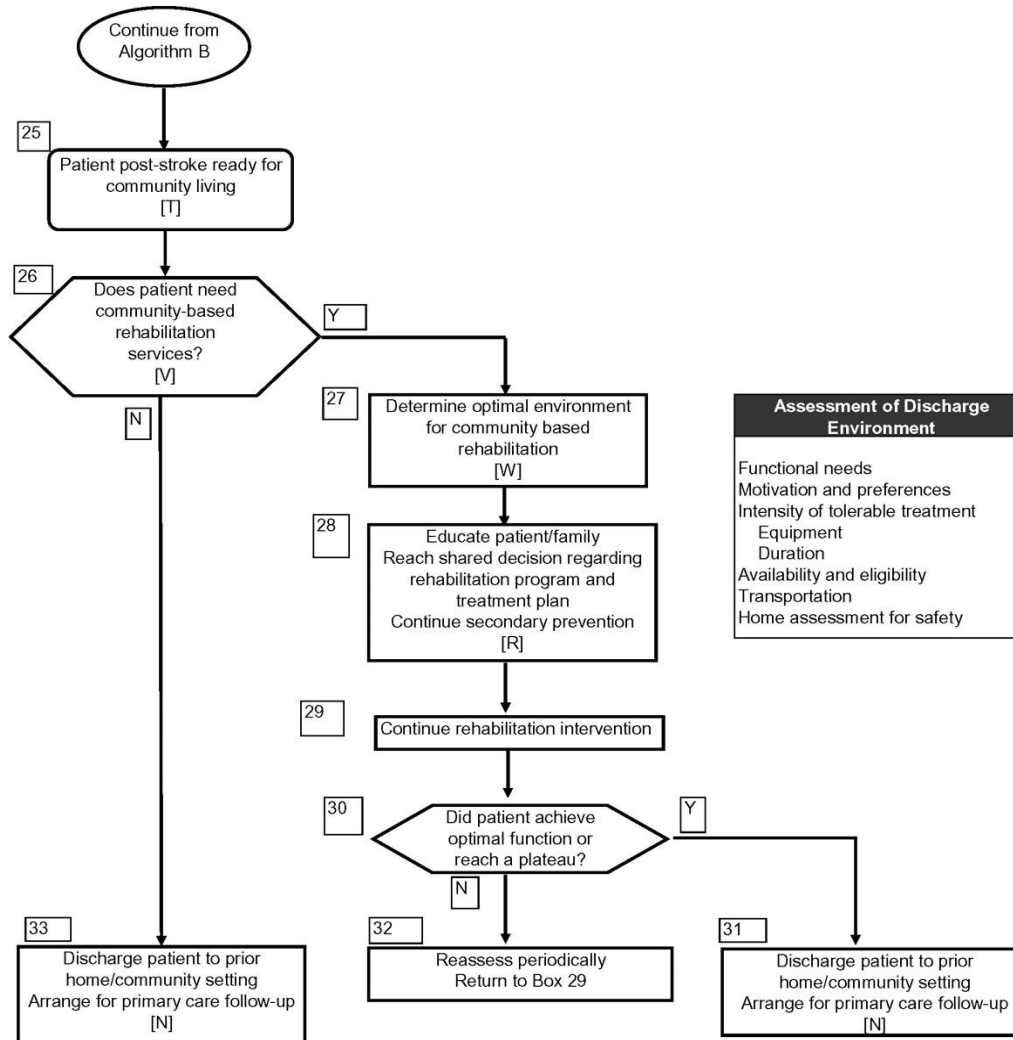 Continue from
Algorithm B
25
Patient post-stroke ready for
community living
[T]
26
Does patient need
community-based
rehabilitation
services?
[V]
Y
N
27
Determine optimal environment
for community based
rehabilitation
[W]
28
Educate patient/family
Reach shared decision regarding
rehabilitation program and
treatment plan
Continue secondary prevention
[R]
29
Continue rehabilitation intervention
30
Did patient achieve
optimal function or
reach a plateau?
Y
N
33
Discharge patient to prior
home/community setting
Arrange for primary care follow-up
[N]
32
Reassess periodically
Return to Box 29
31
Discharge patient to prior
home/community setting
Arrange for primary care follow-up
[N]
Assessment of Discharge
Environment
Functional needs
Motivation and preferences
Intensity of tolerable treatment
Equipment
Duration
Availability and eligibility
Transportation
Home assessment for safety